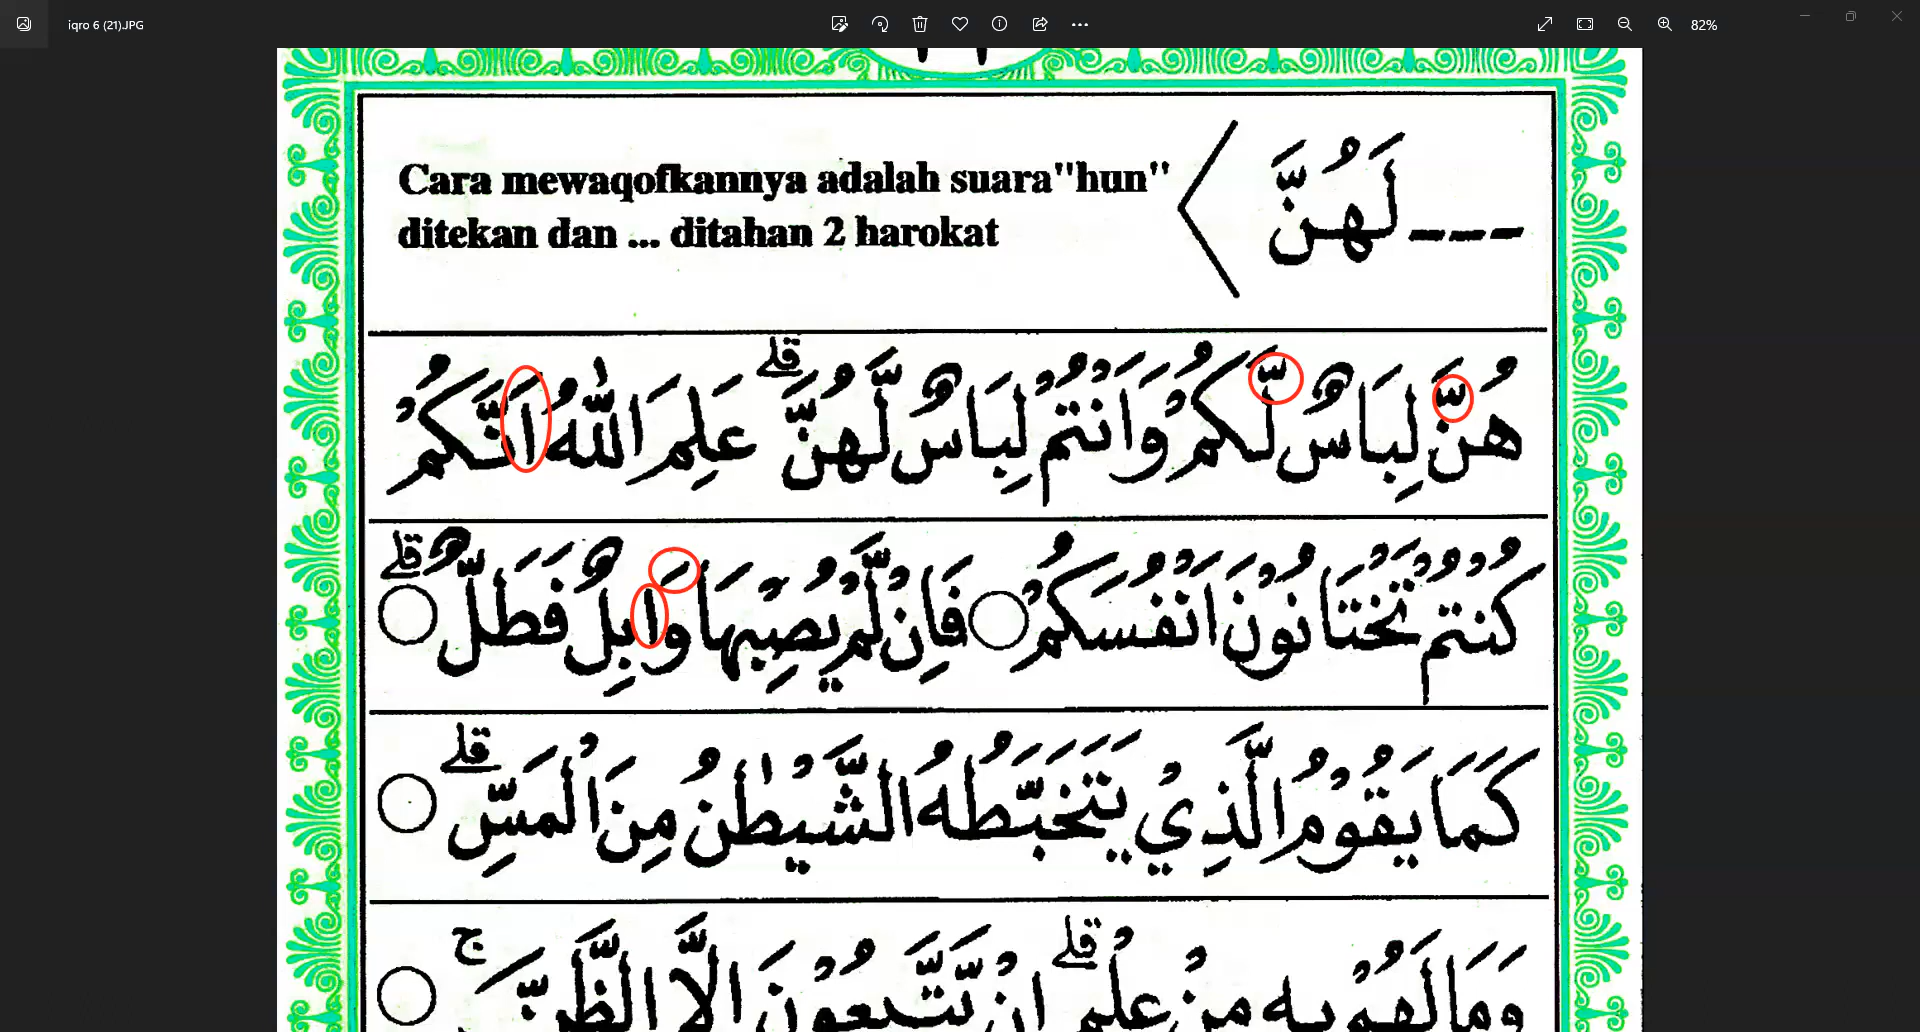 iqro 6 (21).JPG
82%
Cara mewaqofkannya adalah suara"hun"
ditekan dan ... ditahan 2 harokat
--- لَهُنَّ
هُنَّ لِبَاسٌ لَّكُمْ وَاَنْتُمْ لِبَاسٌ لَّهُنَّ ۗ عَلِمَ اللّٰهُ اَنَّكُمْ
كُنْتُمْ تَخْتَانُوْنَ اَنْفُسَكُمْ ○ فَاِنْ لَّمْ يُصِبْهَا وَابِلٌ فَطَلٌّ ۗ ○
كَمَا يَقُوْمُ الَّذِيْ يَتَخَبَّطُهُ الشَّيْطٰنُ مِنَ الْمَسِّ ۗ ○
وَمَا لَهُمْ بِهٖ مِنْ عِلْمٍ ۗ اِنْ يَّتَّبِعُوْنَ اِلَّا الظَّنَّ ۚ ○